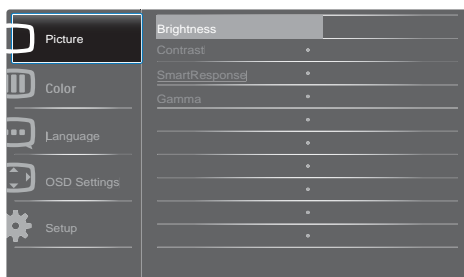 Picture
Color
Language
OSD Settings
Setup
Brightness
Contrast
SmartResponse
Gamma